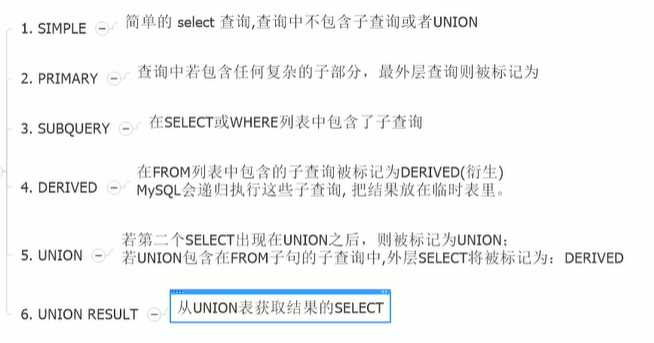 1. SIMPLE 简单的 select 查询,查询中不包含子查询或者UNION
2. PRIMARY 查询中若包含任何复杂的子部分，最外层查询则被标记为
3. SUBQUERY 在SELECT或WHERE列表中包含了子查询
4. DERIVED 在FROM列表中包含的子查询被标记为DERIVED(衍生)
MySQL会递归执行这些子查询, 把结果放在临时表里。
5. UNION 若第二个SELECT出现在UNION之后，则被标记为UNION；
若UNION包含在FROM子句的子查询中,外层SELECT将被标记为：DERIVED
6. UNION RESULT 从UNION表获取结果的SELECT